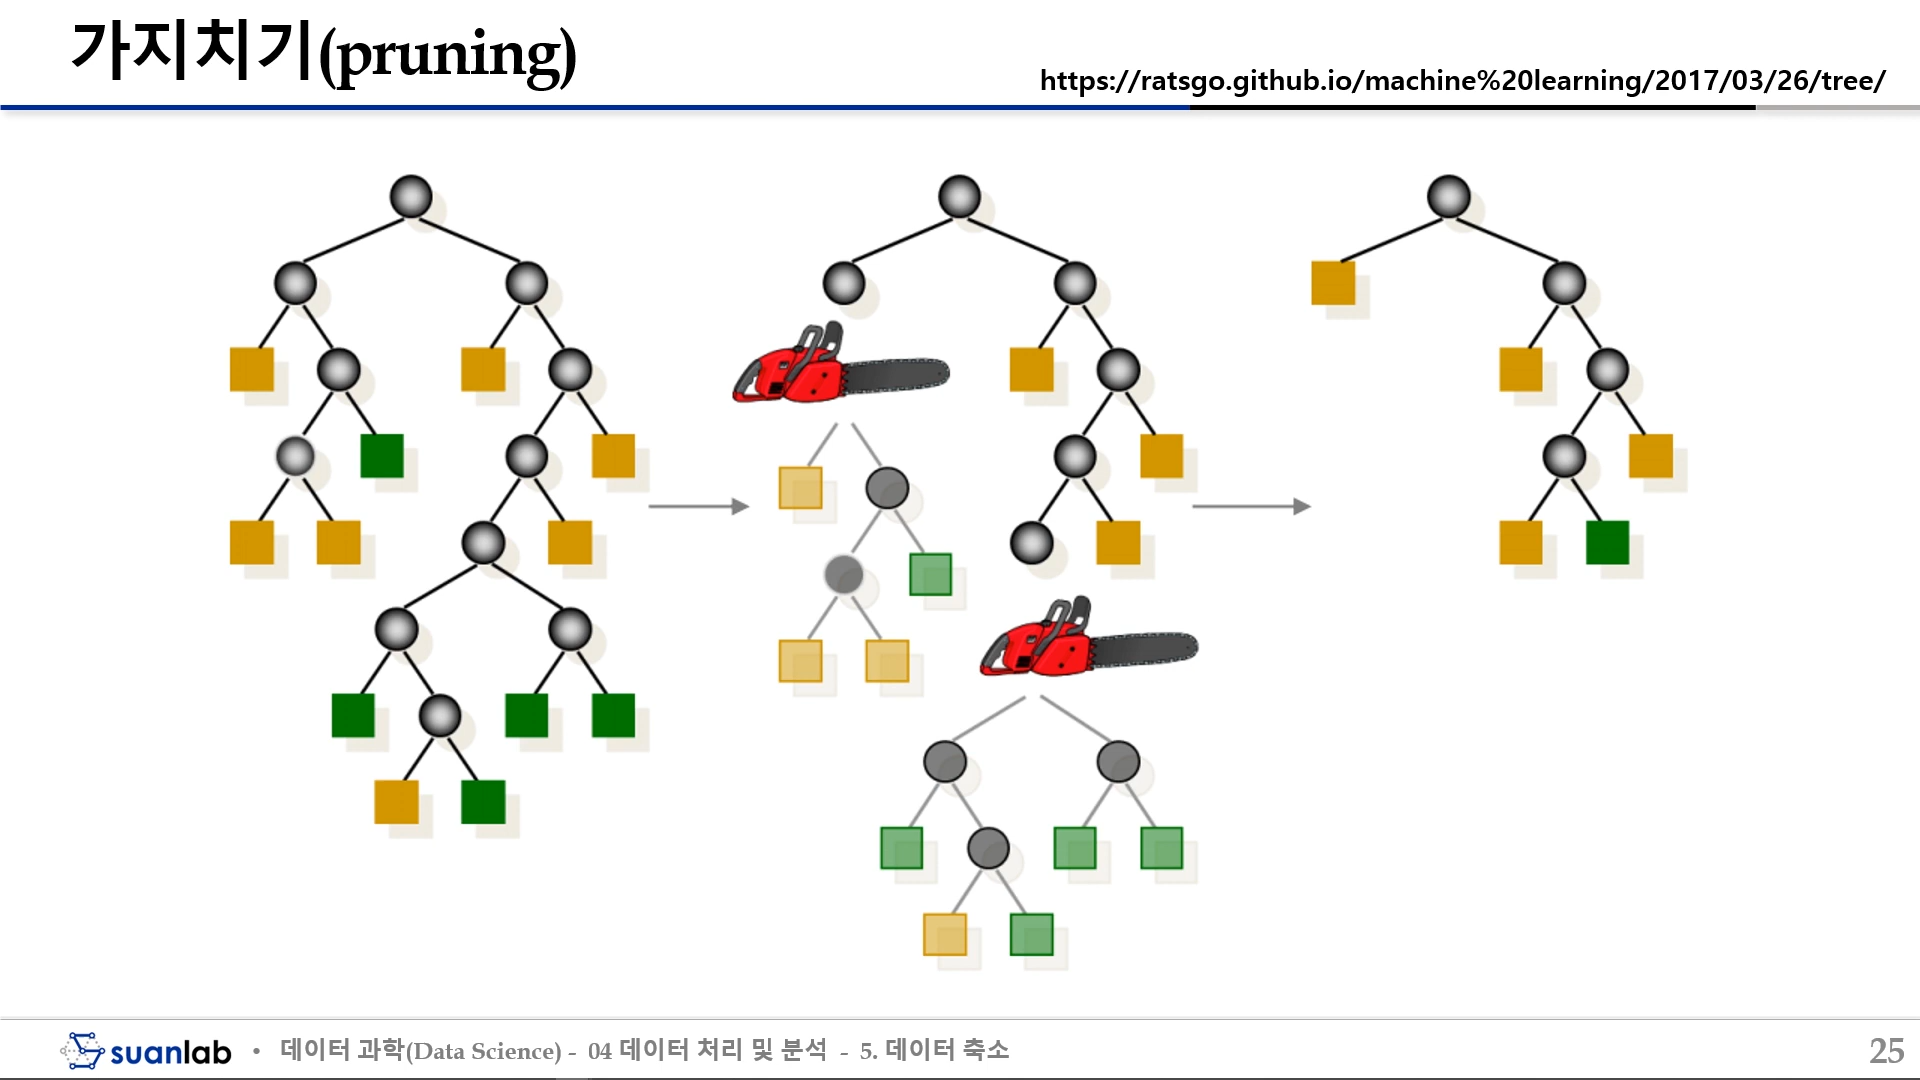 가지치기(pruning)
https://ratsgo.github.io/machine%20learning/2017/03/26/tree/
suanlab • 데이터 과학(Data Science) - 04 데이터 처리 및 분석 - 5. 데이터 축소
25